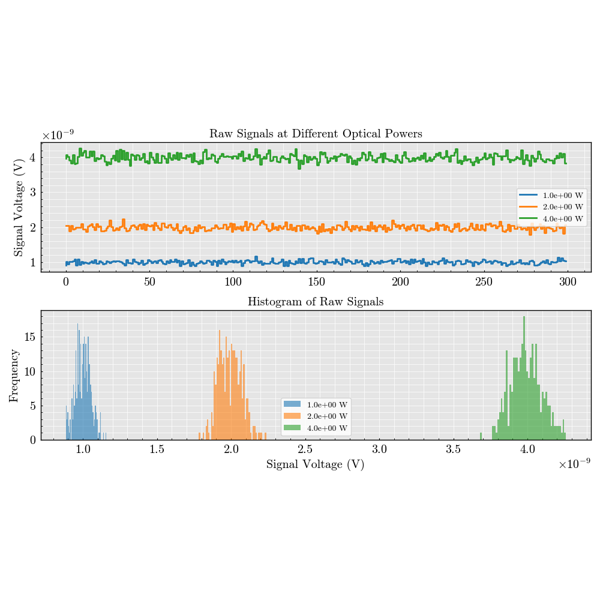 Raw Signals at Different Optical Powers
×10⁻⁹
Signal Voltage (V)
4
3
2
1
1.0e+00 W
2.0e+00 W
4.0e+00 W
0 50 100 150 200 250 300
Histogram of Raw Signals
Frequency
15
10
5
0
1.0e+00 W
2.0e+00 W
4.0e+00 W
1.0 1.5 2.0 2.5 3.0 3.5 4.0
Signal Voltage (V)
×10⁻⁹